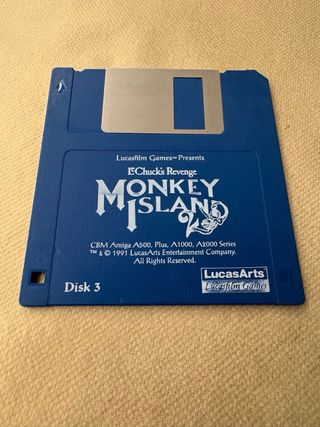 Lucasfilm Games™ Presents
LeChuck's Revenge
MONKEY
ISLAND
2
CBM Amiga A500, Plus, A1000, A2000 Series
™ & © 1991 LucasArts Entertainment Company.
All Rights Reserved.
Disk 3
LucasArts
Lucasfilm Games